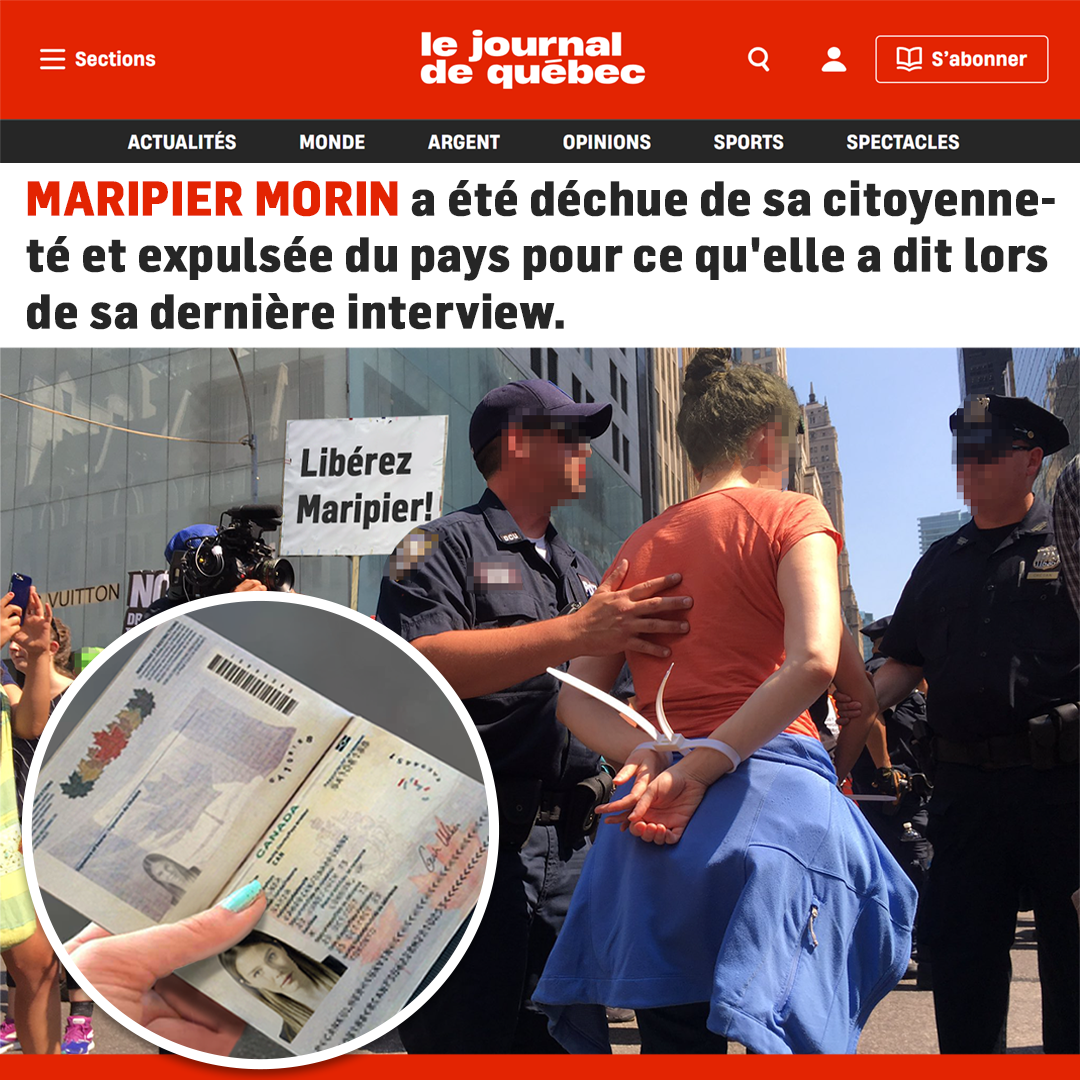 Sections
le journal
de québec
S'abonner
ACTUALITÉS MONDE ARGENT OPINIONS SPORTS SPECTACLES
MARIPIER MORIN a été déchue de sa citoyenne-
té et expulsée du pays pour ce qu'elle a dit lors
de sa dernière interview.
Libérez
Maripier!
VUITTON
NO
CANADA